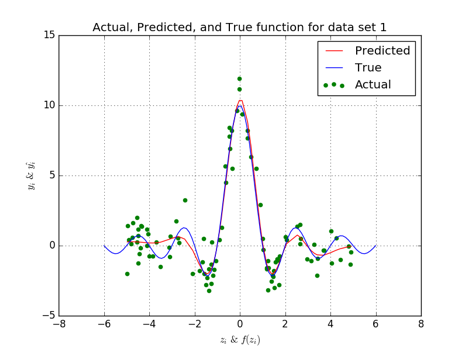 Actual, Predicted, and True function for data set 1
15
10
5
0
−5
−8 −6 −4 −2 0 2 4 6 8
y_i & ŷ_i
z_i & f(z_i)
Predicted
True
Actual